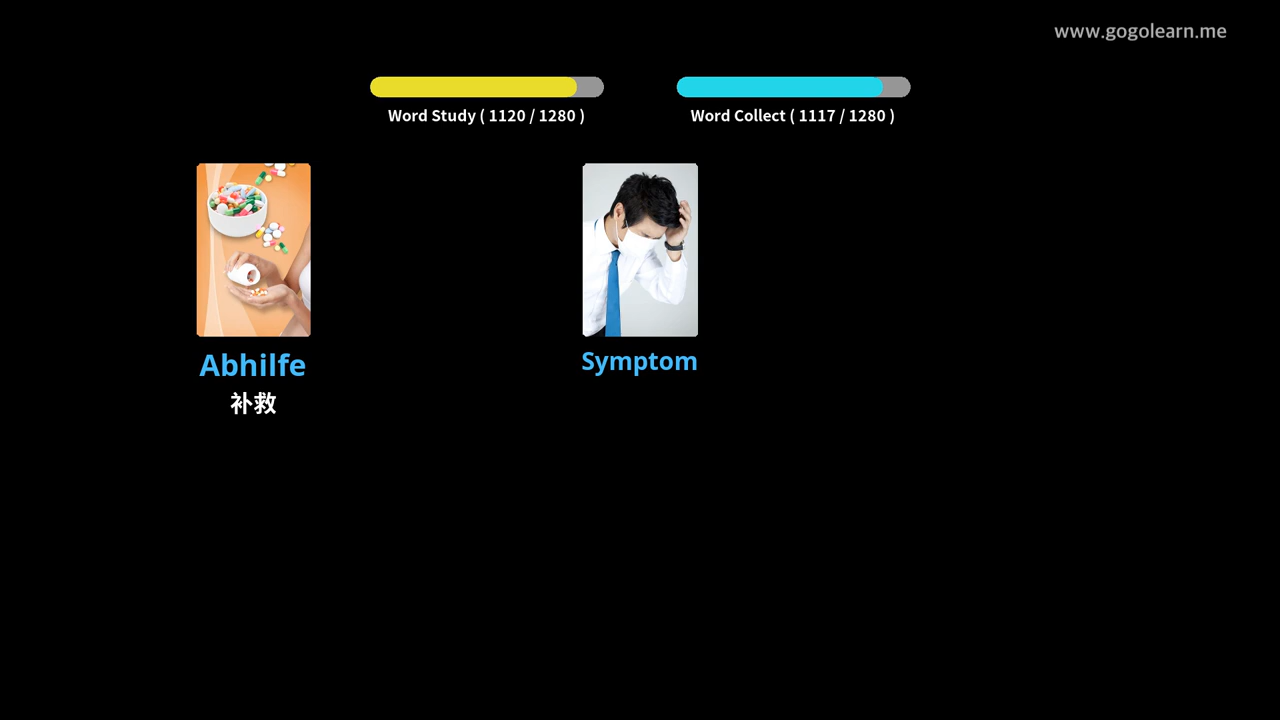 www.gogolearn.me
Word Study ( 1120 / 1280 )
Word Collect ( 1117 / 1280 )
Abhilfe
补救
Symptom